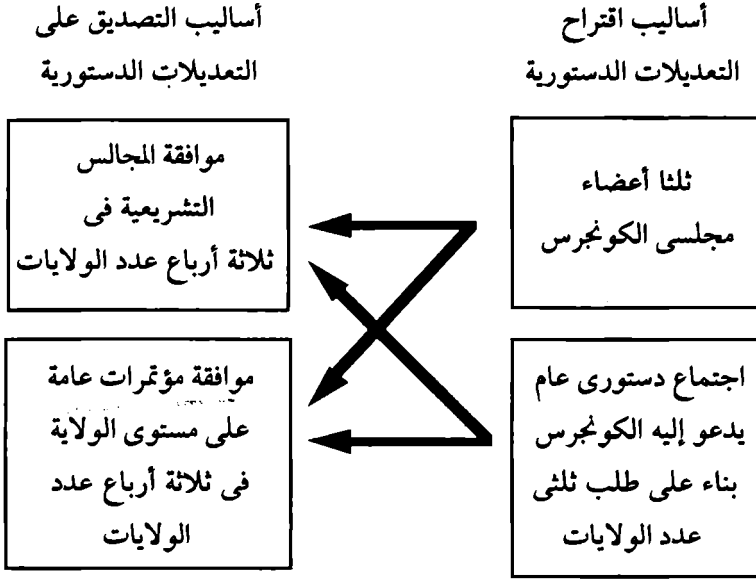 أساليب اقتراح
التعديلات الدستورية
ثلثا أعضاء
مجلسى الكونجرس
اجتماع دستورى عام
يدعو إليه الكونجرس
بناء على طلب ثلثى
عدد الولايات
أساليب التصديق على
التعديلات الدستورية
موافقة المجالس
التشريعية فى
ثلاثة أرباع عدد الولايات
موافقة مؤتمرات عامة
على مستوى الولاية
فى ثلاثة أرباع عدد
الولايات